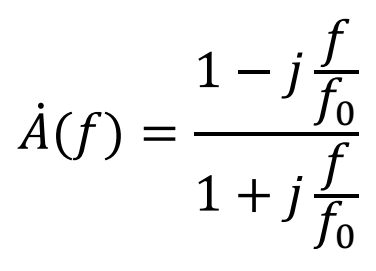 Ȧ(f) = (1 − j f/f₀) / (1 + j f/f₀)